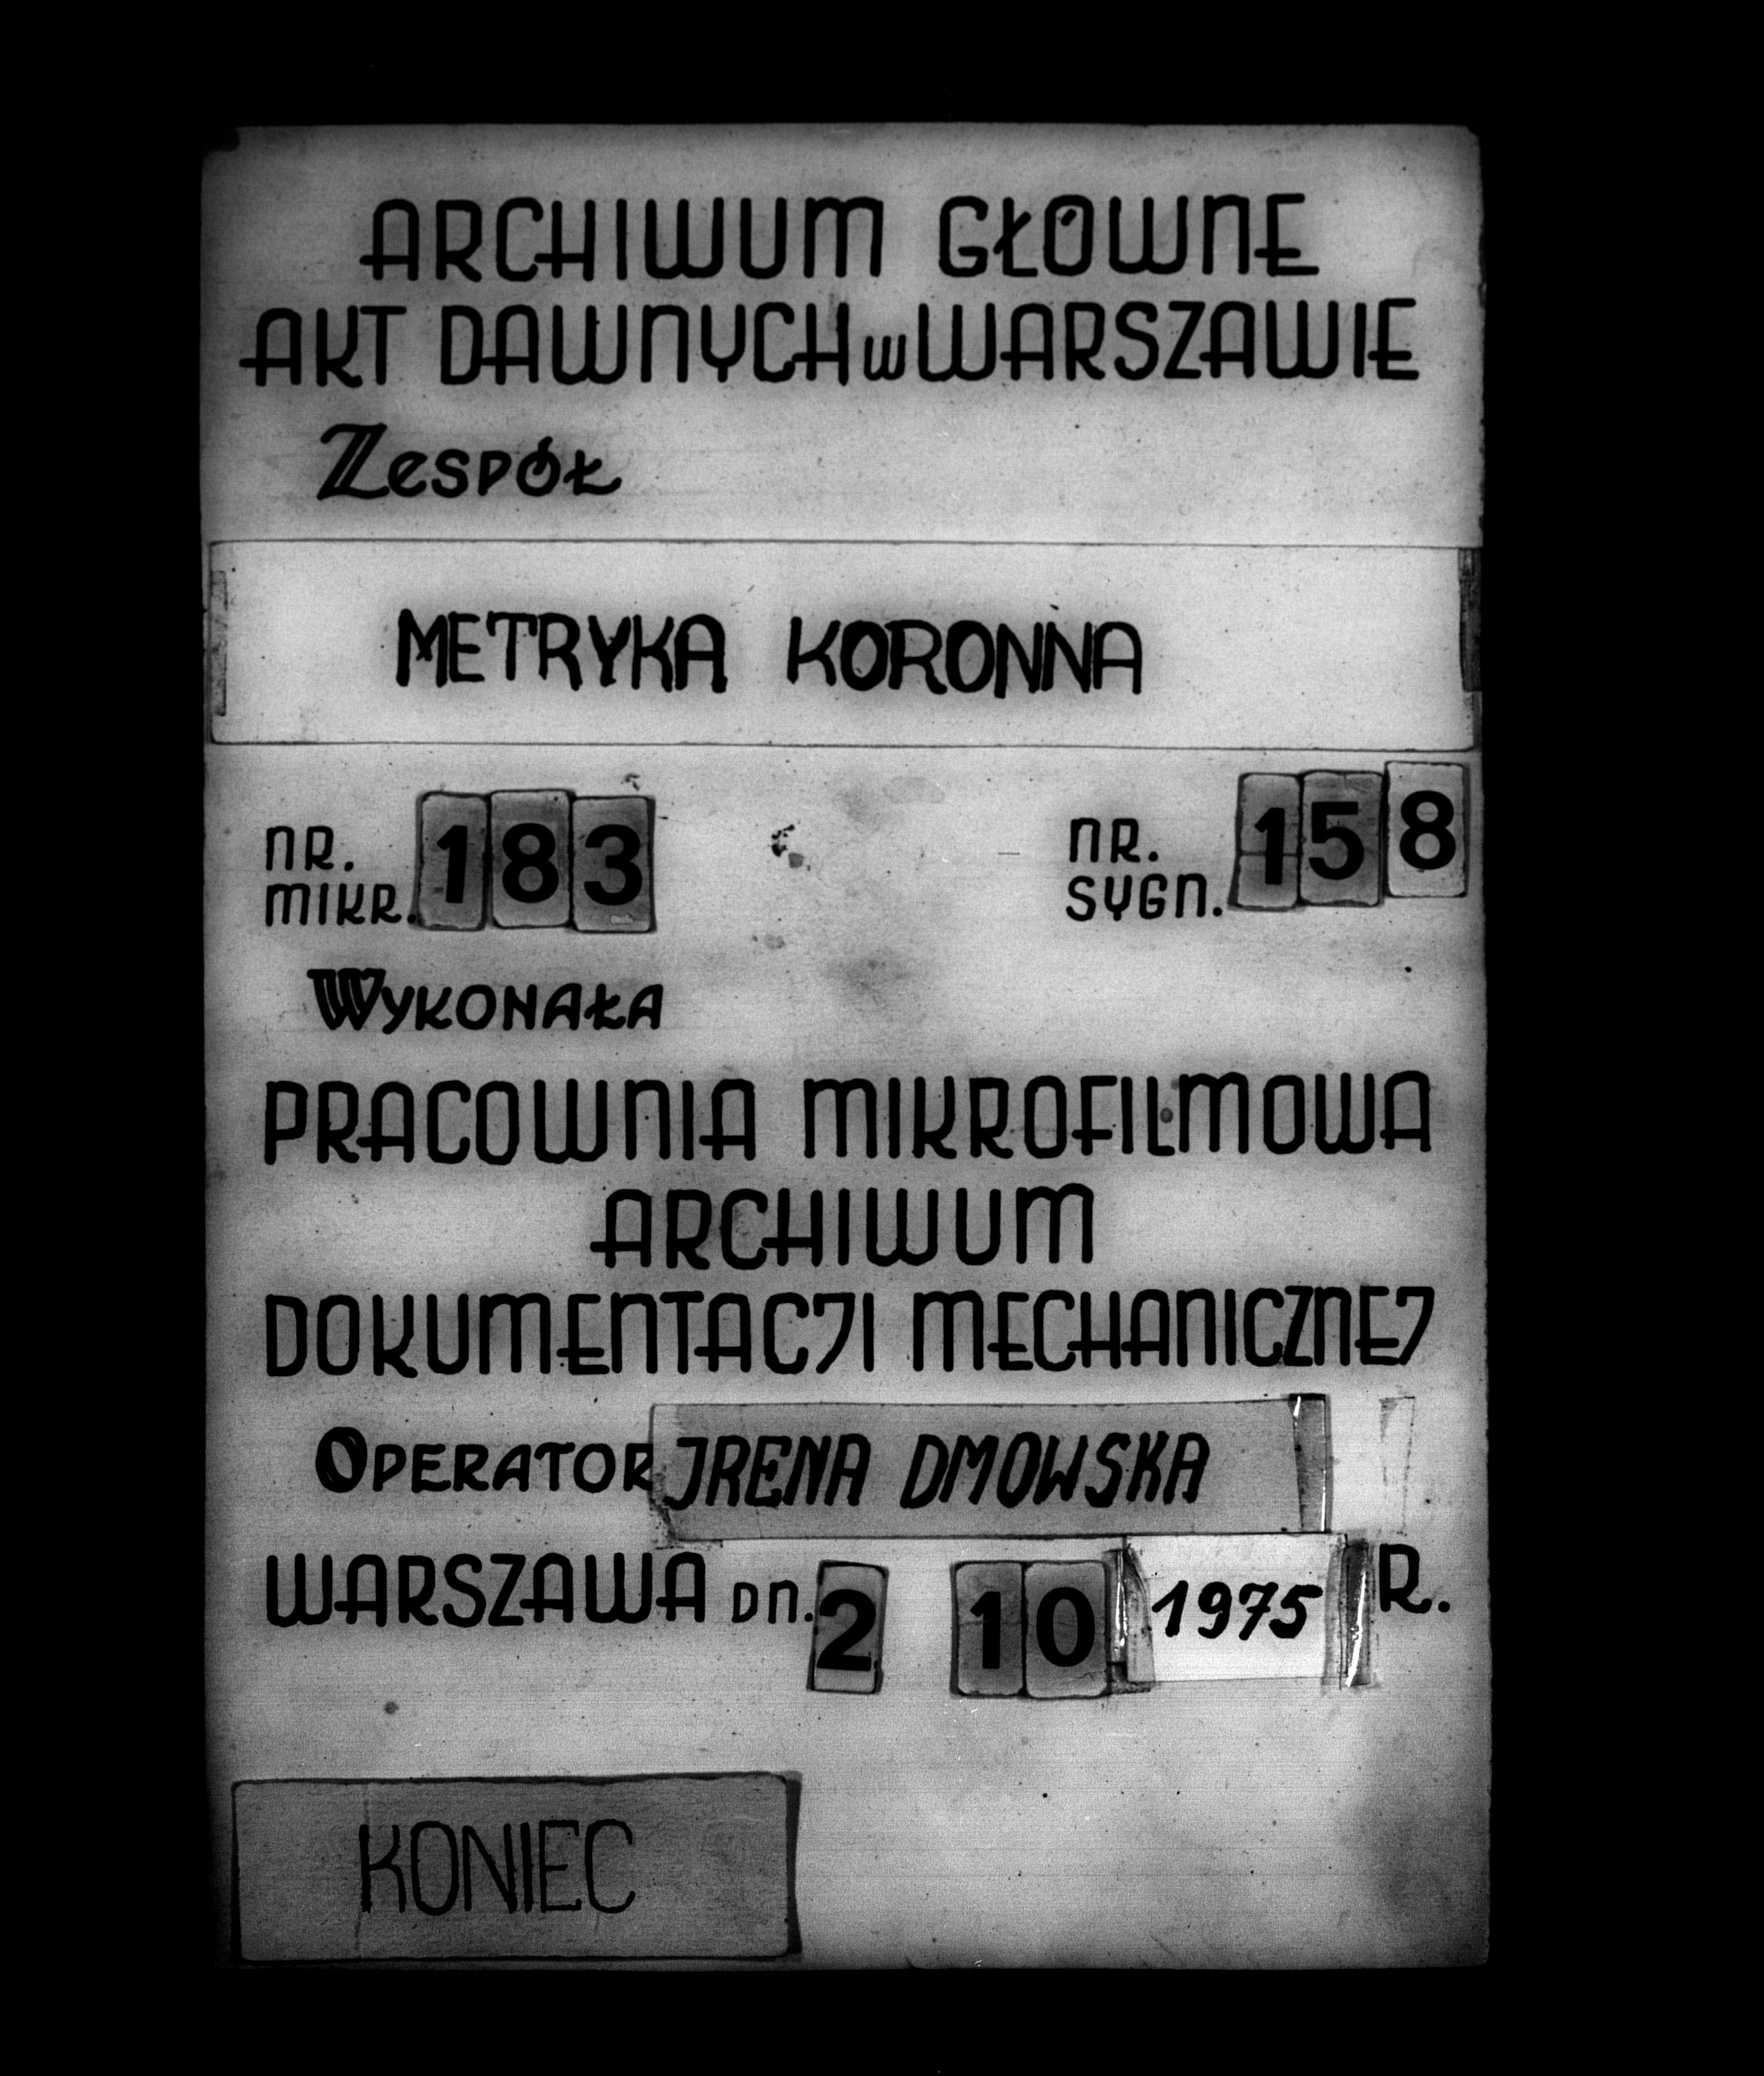 ARCHIWUM GŁÓWNE
AKT DAWNYCH w WARSZAWIE
ZESPÓŁ
METRYKA KORONNA
NR. MIKR. 183
NR. SYGN. 158
WYKONAŁA
PRACOWNIA MIKROFILMOWA
ARCHIWUM
DOKUMENTACJI MECHANICZNEJ
OPERATOR IRENA DMOWSKA
WARSZAWA DN. 2 10 1975 R.
KONIEC